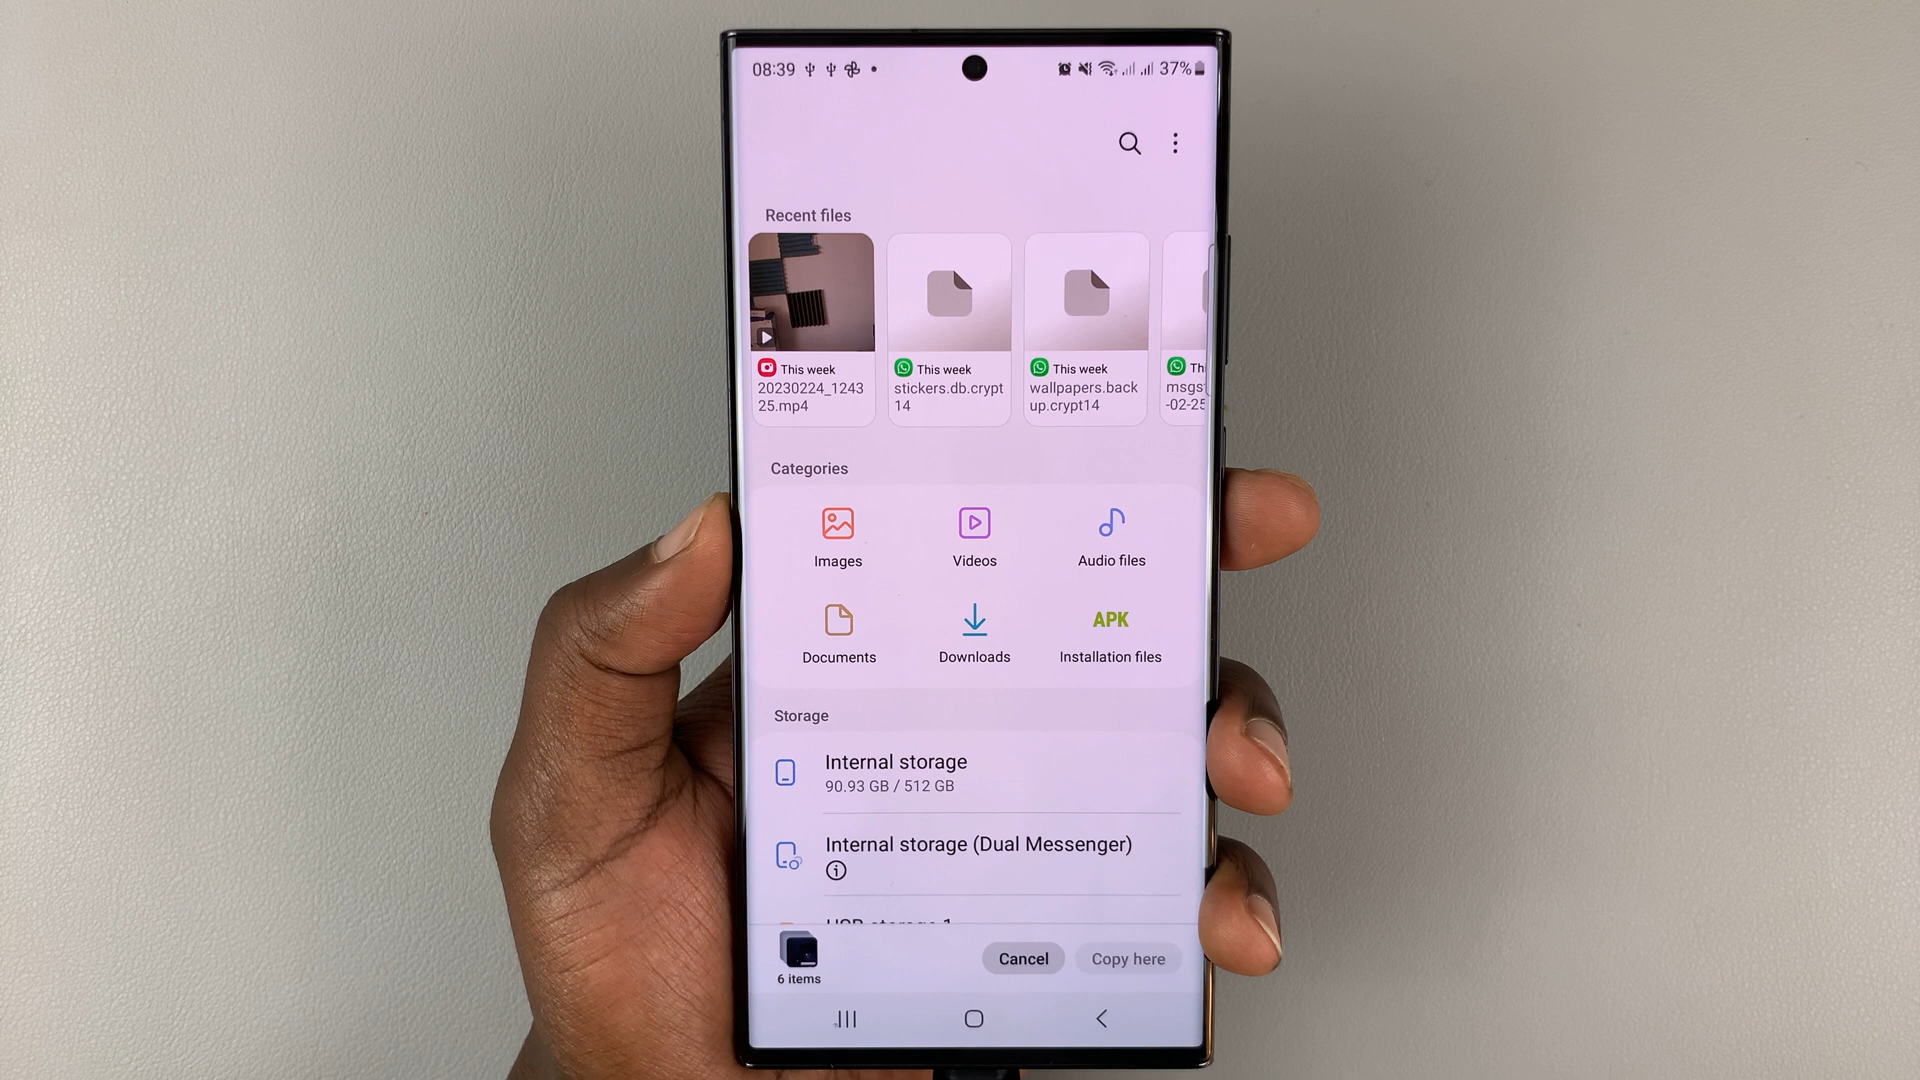 08:39
37%
Recent files
This week
20230224_1243
25.mp4
This week
stickers.db.crypt
14
This week
wallpapers.back
up.crypt14
Categories
Images
Videos
Audio files
Documents
Downloads
APK
Installation files
Storage
Internal storage
90.93 GB / 512 GB
Internal storage (Dual Messenger)
6 items
Cancel
Copy here